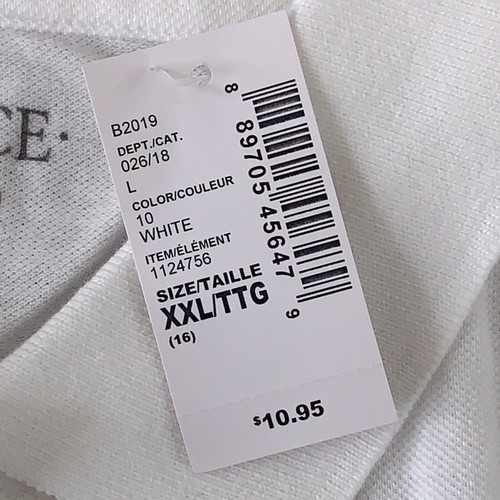 CE.
B2019
DEPT./CAT.
026/18
L
COLOR/COULEUR
10
WHITE
ITEM/ÉLÉMENT
1124756
SIZE/TAILLE
XXL/TTG
(16)
8 89705 45647 9
$10.95